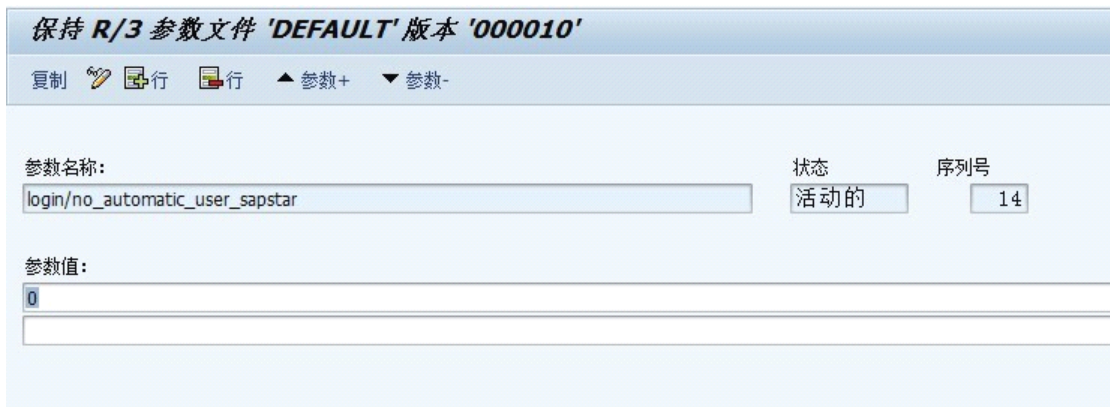 保持 R/3 参数文件 'DEFAULT' 版本 '000010'
复制 行 行 参数+ 参数-
参数名称: 状态 序列号
login/no_automatic_user_sapstar 活动的 14
参数值:
0